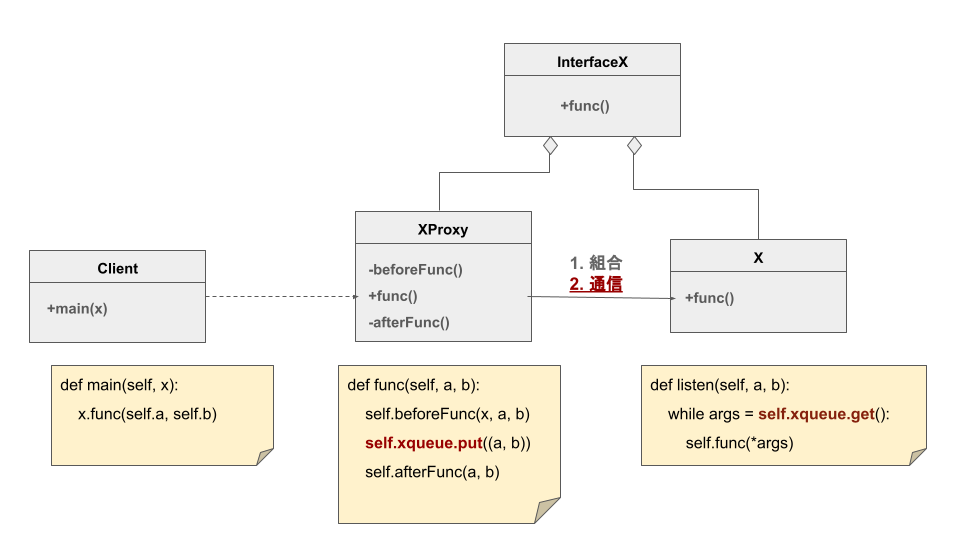 InterfaceX
+func()
XProxy
-beforeFunc()
+func()
-afterFunc()
Client
+main(x)
1. 組合
2. 通信
X
+func()
def main(self, x):
x.func(self.a, self.b)
def func(self, a, b):
self.beforeFunc(x, a, b)
self.xqueue.put((a, b))
self.afterFunc(a, b)
def listen(self, a, b):
while args = self.xqueue.get():
self.func(*args)